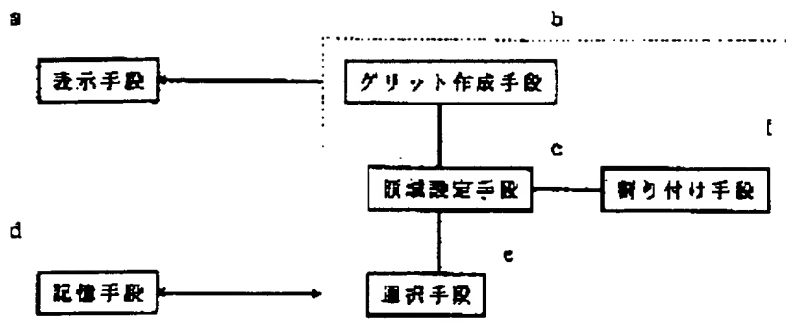 a
b
表示手段
グリット作成手段
f
c
領域設定手段
割り付け手段
d
e
記憶手段
選択手段